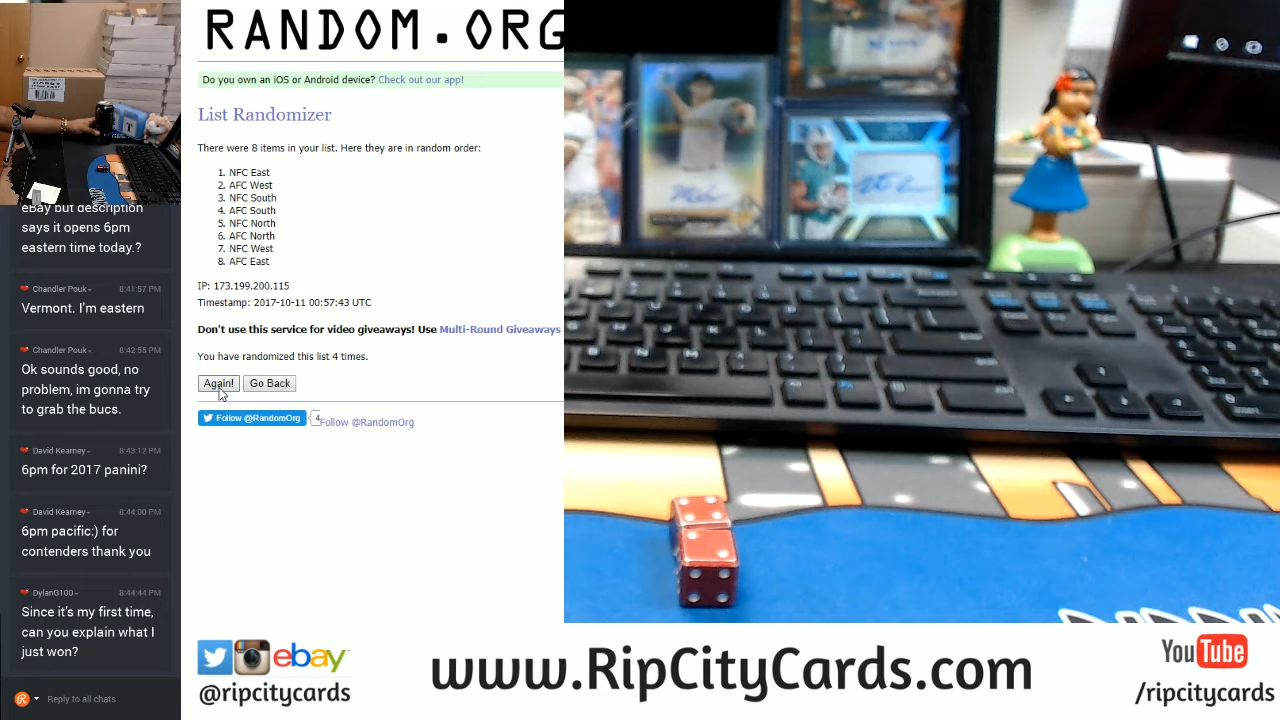 RANDOM.ORG
Do you own an iOS or Android device? Check out our app!
List Randomizer
There were 8 items in your list. Here they are in random order:
1. NFC East
2. AFC West
3. NFC South
4. AFC South
5. NFC North
6. AFC North
7. NFC West
8. AFC East
IP: 173.199.200.115
Timestamp: 2017-10-11 00:57:43 UTC
Don't use this service for video giveaways! Use Multi-Round Giveaways
You have randomized this list 4 times.
Again! Go Back
Follow @RandomOrg 4 Follow @RandomOrg
eBay but description
says it opens 6pm
eastern time today.?
Chandler Pouk 8:41:57 PM
Vermont. I'm eastern
Chandler Pouk 8:42:55 PM
Ok sounds good, no
problem, im gonna try
to grab the bucs.
David Kearney 8:43:12 PM
6pm for 2017 panini?
David Kearney 8:44:00 PM
6pm pacific:) for
contenders thank you
DylanG100 8:44:44 PM
Since it's my first time,
can you explain what I
just won?
Reply to all chats
ebay
@ripcitycards
www.RipCityCards.com
YouTube
/ripcitycards